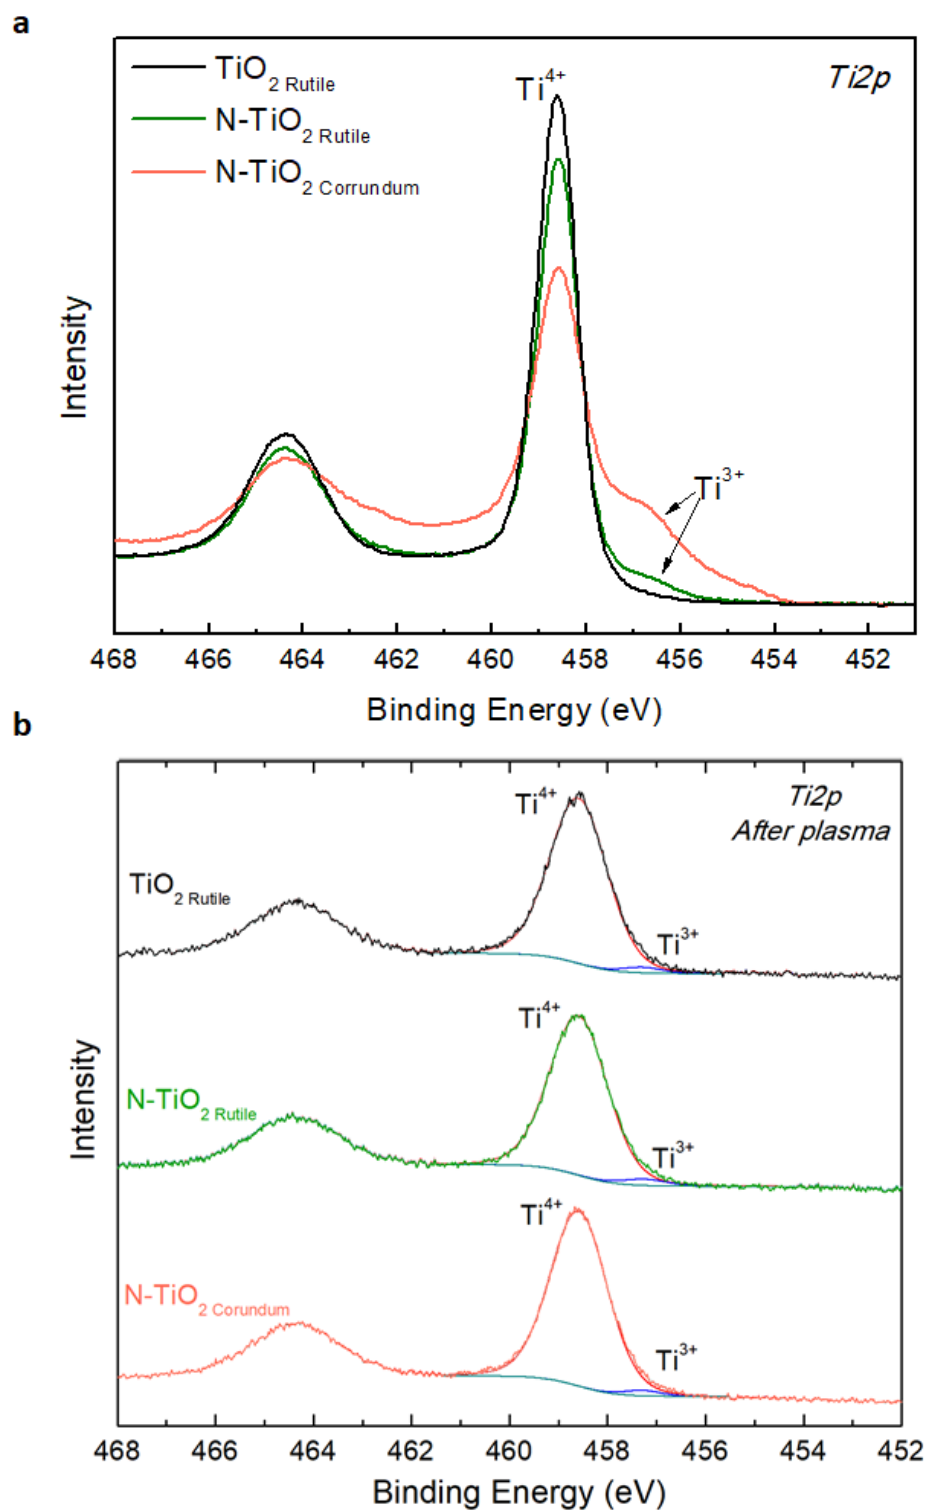 a
TiO2 Rutile
N-TiO2 Rutile
N-TiO2 Corrundum
Ti4+
Ti2p
Ti3+
Intensity
468 466 464 462 460 458 456 454 452
Binding Energy (eV)
b
Ti2p
After plasma
Ti4+
TiO2 Rutile
Ti3+
Ti4+
N-TiO2 Rutile
Ti3+
Ti4+
N-TiO2 Corundum
Ti3+
Intensity
468 466 464 462 460 458 456 454 452
Binding Energy (eV)